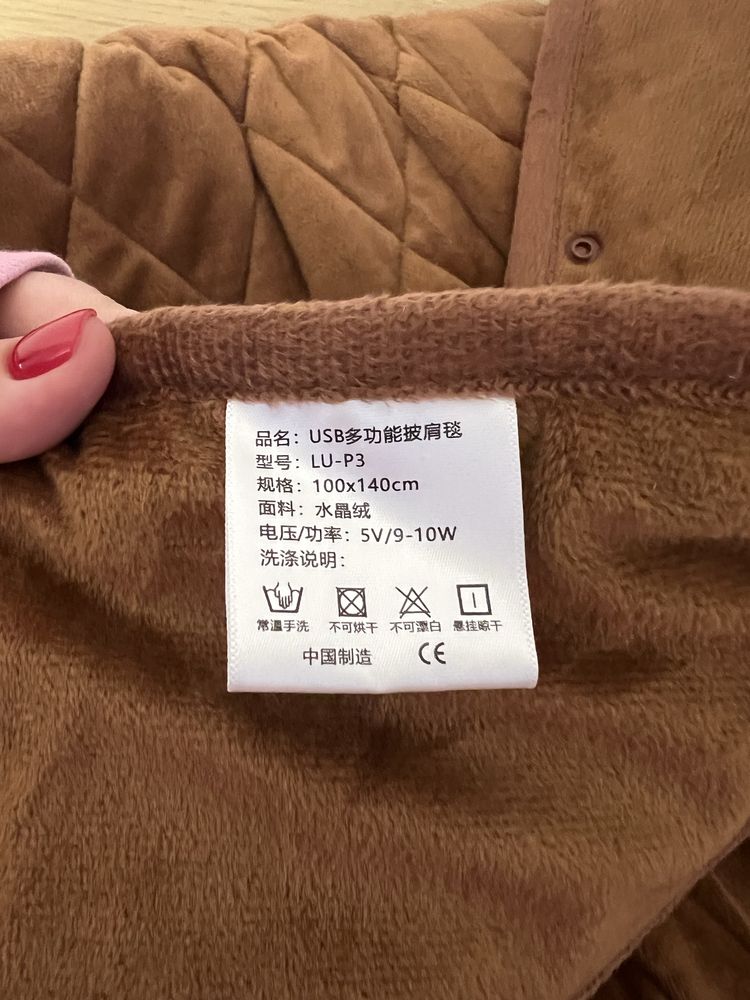 品名：USB多功能披肩毯
型号：LU-P3
规格：100x140cm
面料：水晶绒
电压/功率：5V/9-10W
洗涤说明：
常温手洗 不可烘干 不可漂白 悬挂晾干
中国制造 CE